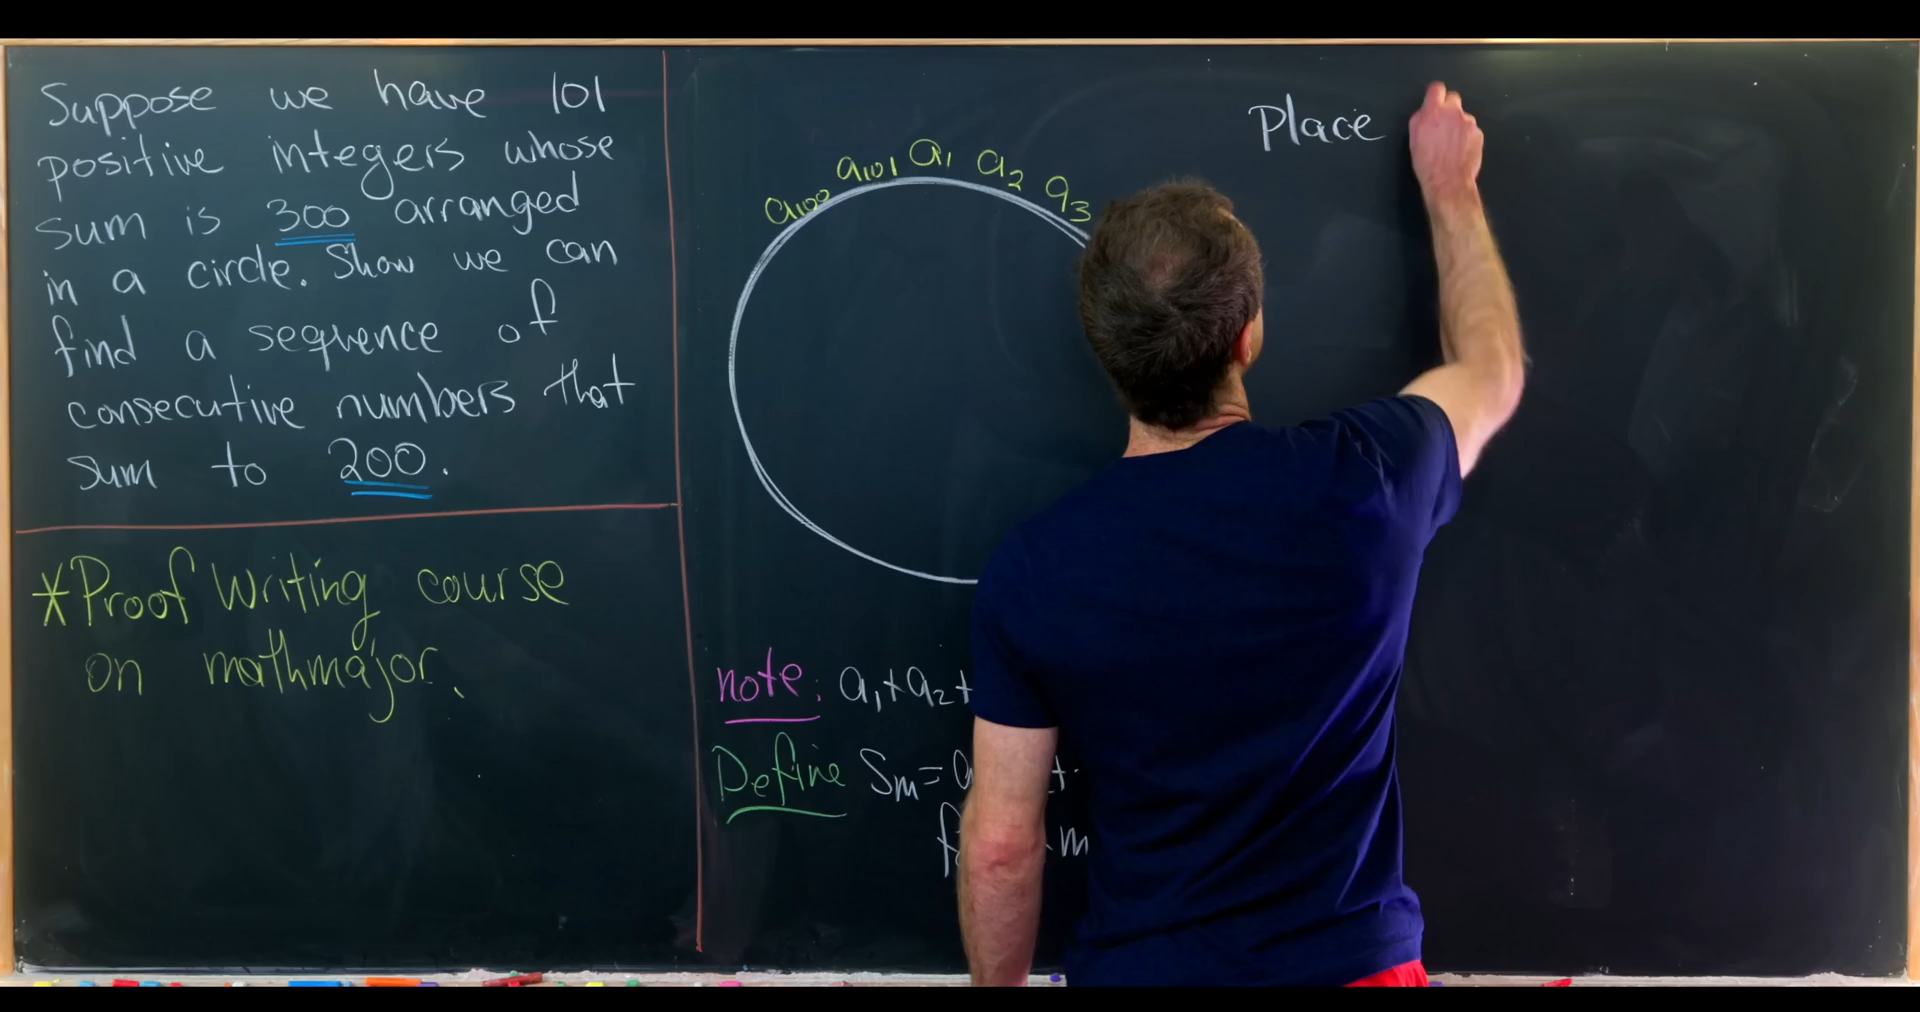 Suppose we have 101
positive integers whose
sum is 300 arranged
in a circle. Show we can
find a sequence of
consecutive numbers that
sum to 200.
*Proof Writing course
on mathmajor.
a₁₀₀ a₁₀₁ a₁ a₂ a₃
note: a₁+a₂+
Define Sₘ=
m
Place